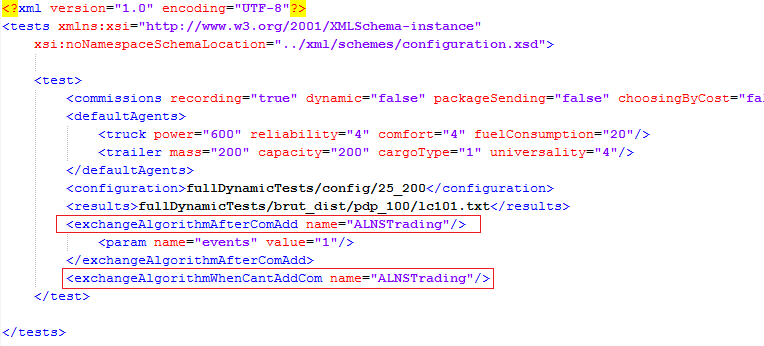 <?xml version="1.0" encoding="UTF-8"?>
<tests xmlns:xsi="http://www.w3.org/2001/XMLSchema-instance"
xsi:noNamespaceSchemaLocation="../xml/schemes/configuration.xsd">
<test>
<commissions recording="true" dynamic="false" packageSending="false" choosingByCost="fal
<defaultAgents>
<truck power="600" reliability="4" comfort="4" fuelConsumption="20"/>
<trailer mass="200" capacity="200" cargoType="1" universality="4"/>
</defaultAgents>
<configuration>fullDynamicTests/config/25_200</configuration>
<results>fullDynamicTests/brut_dist/pdp_100/lc101.txt</results>
<exchangeAlgorithmAfterComAdd name="ALNSTrading"/>
<param name="events" value="1"/>
</exchangeAlgorithmAfterComAdd>
<exchangeAlgorithmWhenCantAddCom name="ALNSTrading"/>
</test>
</tests>